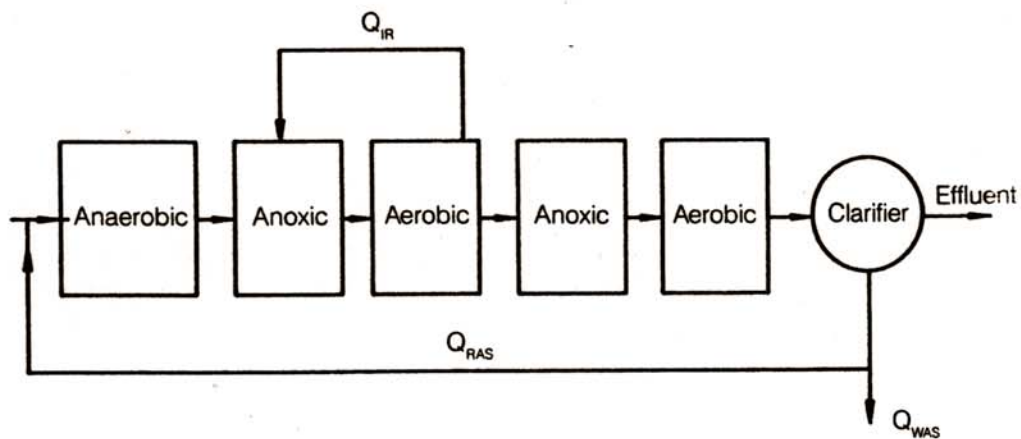 Q_IR
Anaerobic
Anoxic
Aerobic
Anoxic
Aerobic
Clarifier
Effluent
Q_RAS
Q_WAS